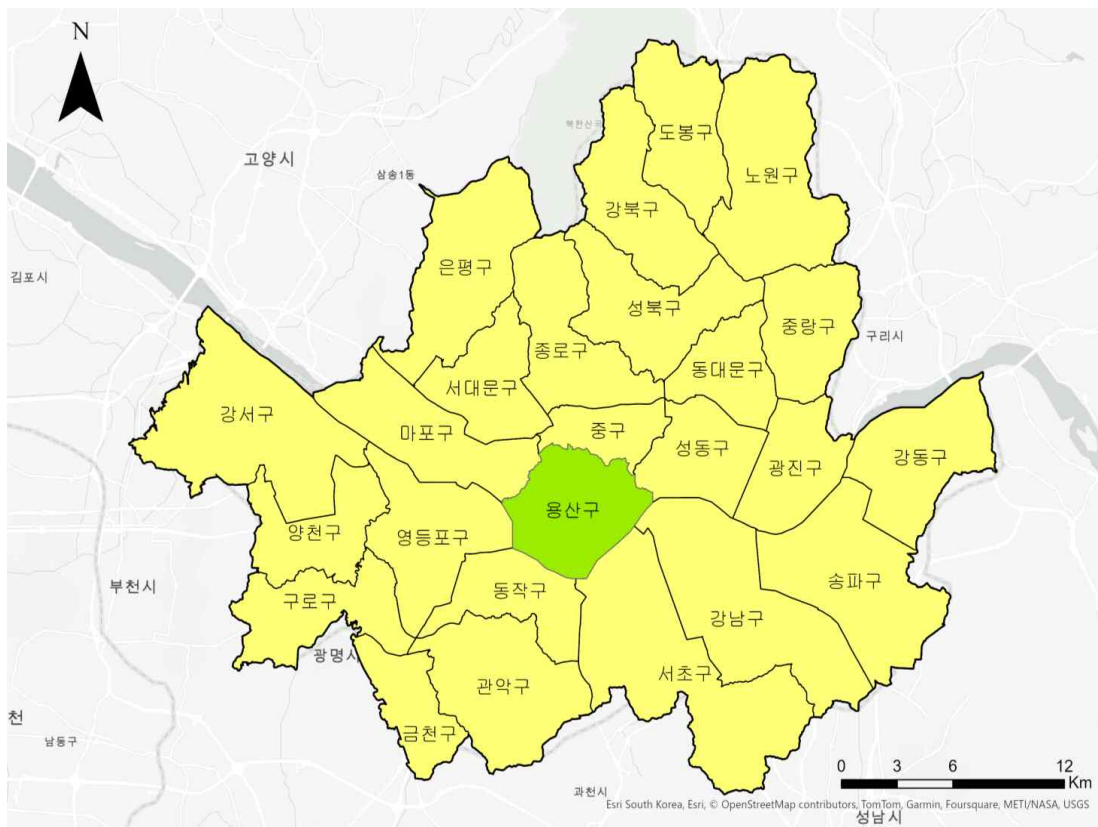 N
고양시
삼송1동
북한산국
도봉구
노원구
강북구
은평구
김포시
성북구
중랑구
구리시
종로구
동대문구
서대문구
강서구
마포구
중구
성동구
광진구
강동구
용산구
양천구
영등포구
부천시
동작구
송파구
구로구
강남구
광명시
관악구
서초구
천
금천구
남동구
과천시
0 3 6 12
Km
Esri South Korea, Esri, © OpenStreetMap contributors, TomTom, Garmin, Foursquare, METI/NASA, USGS
성남시